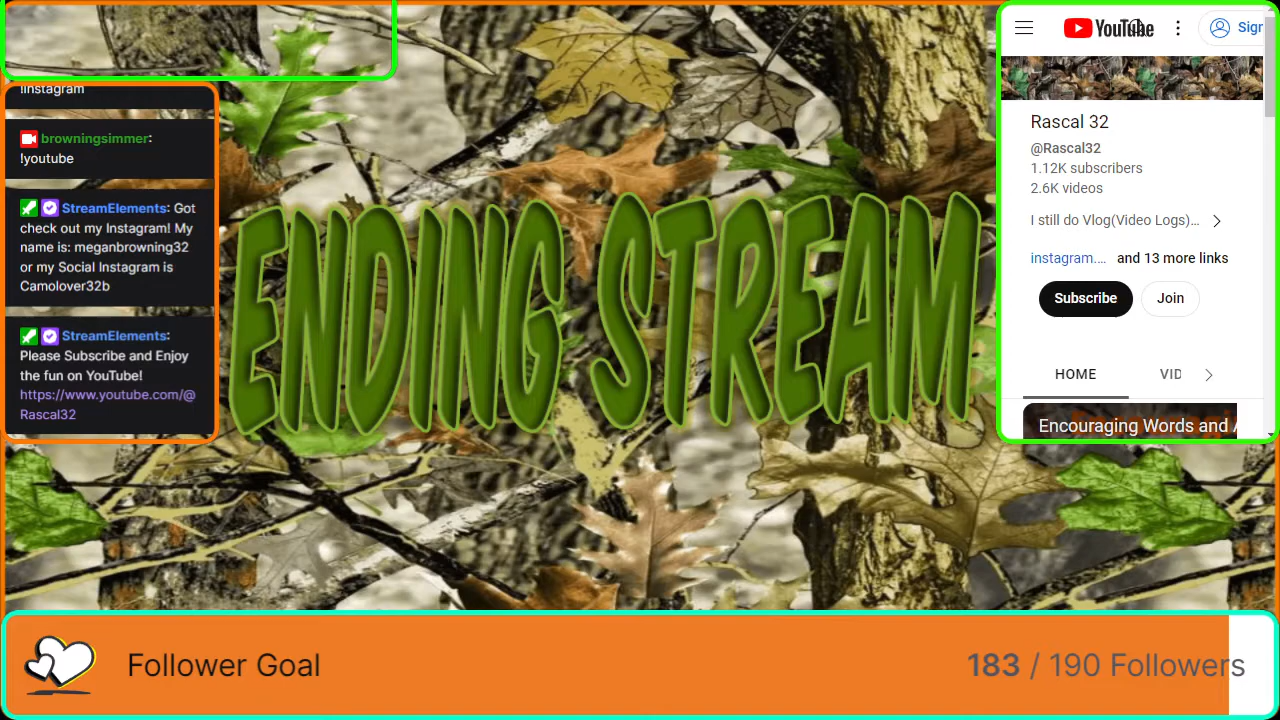 !instagram
browningsimmer:
!youtube
StreamElements: Got
check out my Instagram! My
name is: meganbrowning32
or my Social Instagram is
Camolover32b
StreamElements:
Please Subscribe and Enjoy
the fun on YouTube!
https://www.youtube.com/@
Rascal32
ENDING STREAM
YouTube
Sigr
Rascal 32
@Rascal32
1.12K subscribers
2.6K videos
I still do Vlog(Video Logs)...
instagram.... and 13 more links
Subscribe Join
HOME VID
Encouraging Words and
Follower Goal 183 / 190 Followers